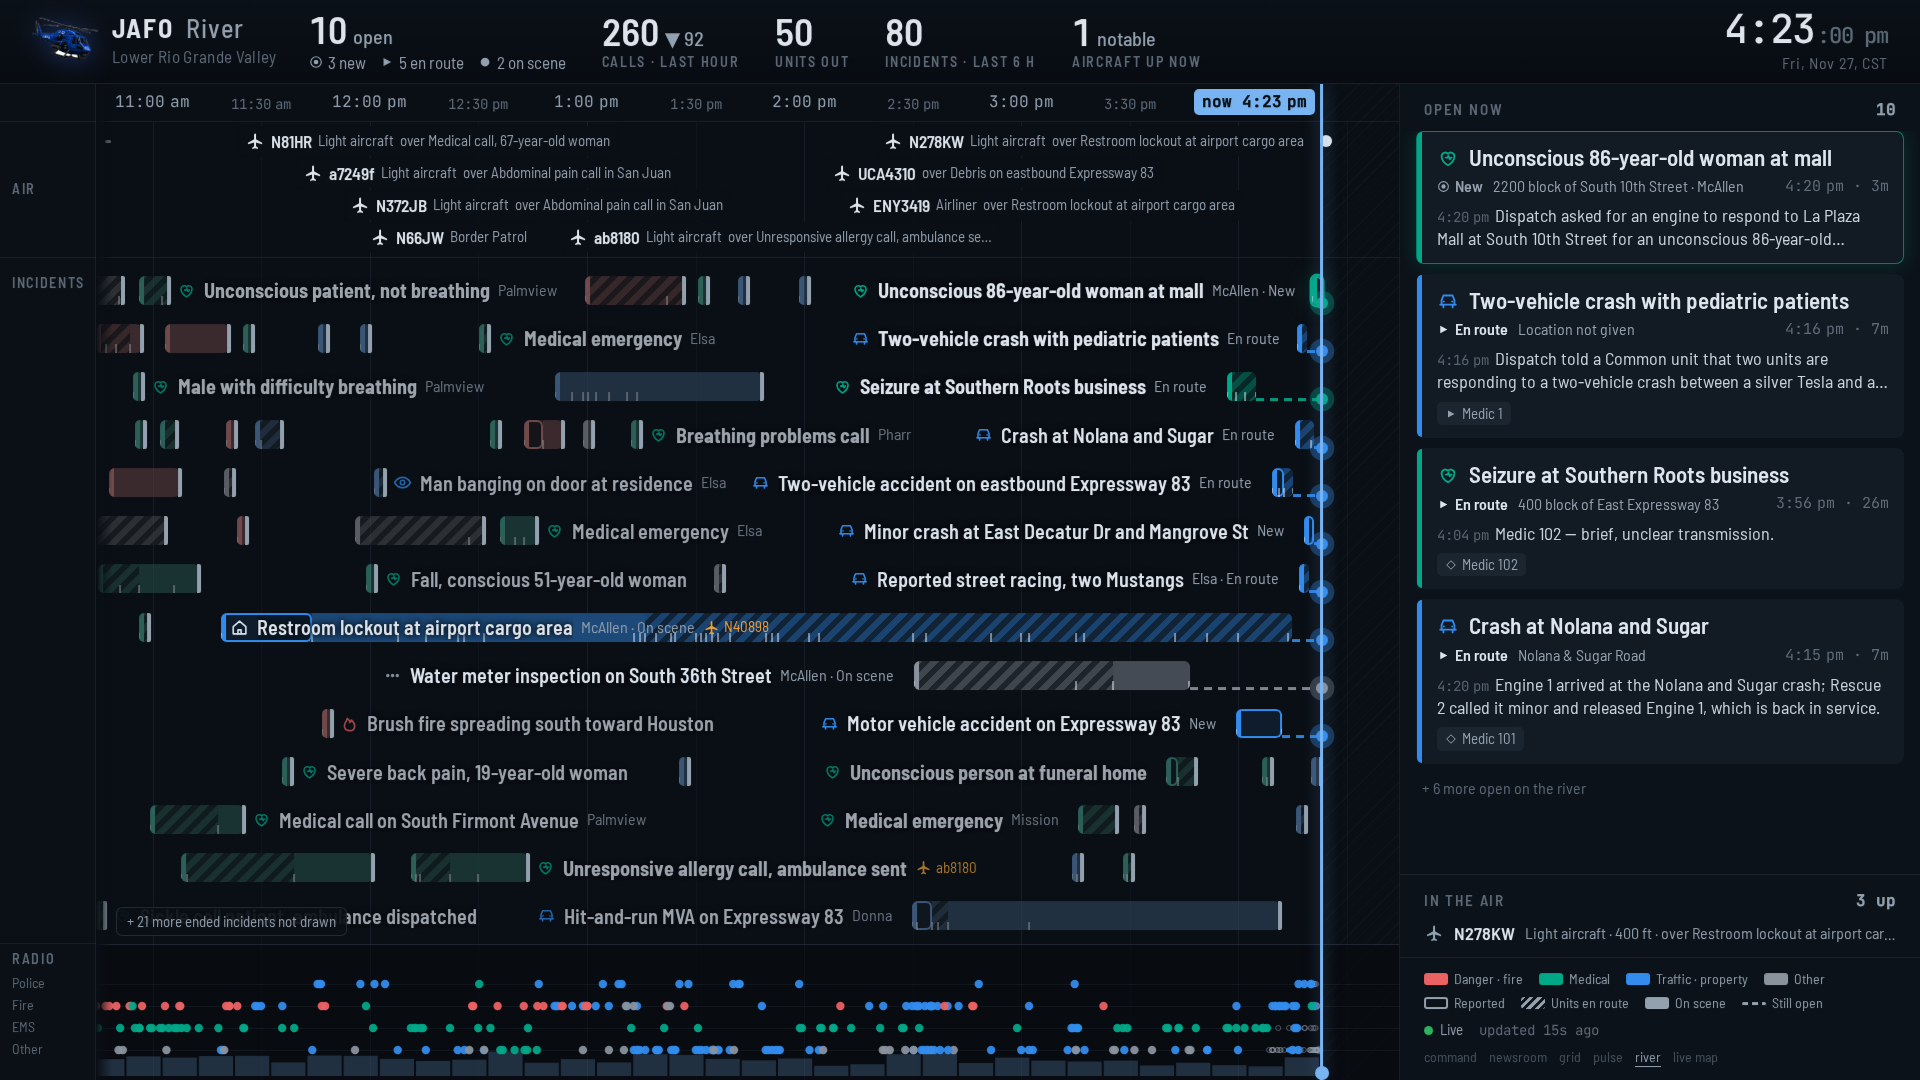 JAFO River
Lower Rio Grande Valley
10 open
3 new 5 en route 2 on scene
260 ▼ 92
CALLS · LAST HOUR
50
UNITS OUT
80
INCIDENTS · LAST 6 H
1 notable
AIRCRAFT UP NOW
4:23:00 pm
Fri, Nov 27, CST
11:00 am 11:30 am 12:00 pm 12:30 pm 1:00 pm 1:30 pm 2:00 pm 2:30 pm 3:00 pm 3:30 pm now 4:23 pm
AIR
N81HR Light aircraft over Medical call, 67-year-old woman
N278KW Light aircraft over Restroom lockout at airport cargo area
a7249f Light aircraft over Abdominal pain call in San Juan
UCA4310 over Debris on eastbound Expressway 83
N372JB Light aircraft over Abdominal pain call in San Juan
ENY3419 Airliner over Restroom lockout at airport cargo area
N66JW Border Patrol
ab8180 Light aircraft over Unresponsive allergy call, ambulance se...
INCIDENTS
Unconscious patient, not breathing Palmview
Unconscious 86-year-old woman at mall McAllen · New
Medical emergency Elsa
Two-vehicle crash with pediatric patients En route
Male with difficulty breathing Palmview
Seizure at Southern Roots business En route
Breathing problems call Pharr
Crash at Nolana and Sugar En route
Man banging on door at residence Elsa
Two-vehicle accident on eastbound Expressway 83 En route
Medical emergency Elsa
Minor crash at East Decatur Dr and Mangrove St New
Fall, conscious 51-year-old woman
Reported street racing, two Mustangs Elsa · En route
Restroom lockout at airport cargo area McAllen · On scene N40898
Water meter inspection on South 36th Street McAllen · On scene
Brush fire spreading south toward Houston
Motor vehicle accident on Expressway 83 New
Severe back pain, 19-year-old woman
Unconscious person at funeral home
Medical call on South Firmont Avenue Palmview
Medical emergency Mission
Unresponsive allergy call, ambulance sent ab8180
+ 21 more ended incidents not drawn
dispatched
Hit-and-run MVA on Expressway 83 Donna
RADIO
Police
Fire
EMS
Other
OPEN NOW 10
Unconscious 86-year-old woman at mall
New 2200 block of South 10th Street · McAllen 4:20 pm · 3m
4:20 pm Dispatch asked for an engine to respond to La Plaza
Mall at South 10th Street for an unconscious 86-year-old...
Two-vehicle crash with pediatric patients
En route Location not given 4:16 pm · 7m
4:16 pm Dispatch told a Common unit that two units are
responding to a two-vehicle crash between a silver Tesla and a...
Medic 1
Seizure at Southern Roots business
En route 400 block of East Expressway 83 3:56 pm · 26m
4:04 pm Medic 102 — brief, unclear transmission.
Medic 102
Crash at Nolana and Sugar
En route Nolana & Sugar Road 4:15 pm · 7m
4:20 pm Engine 1 arrived at the Nolana and Sugar crash; Rescue
2 called it minor and released Engine 1, which is back in service.
Medic 101
+ 6 more open on the river
IN THE AIR 3 up
N278KW Light aircraft · 400 ft · over Restroom lockout at airport car...
Danger · fire Medical Traffic · property Other
Reported Units en route On scene Still open
Live updated 15s ago
command newsroom grid pulse river live map